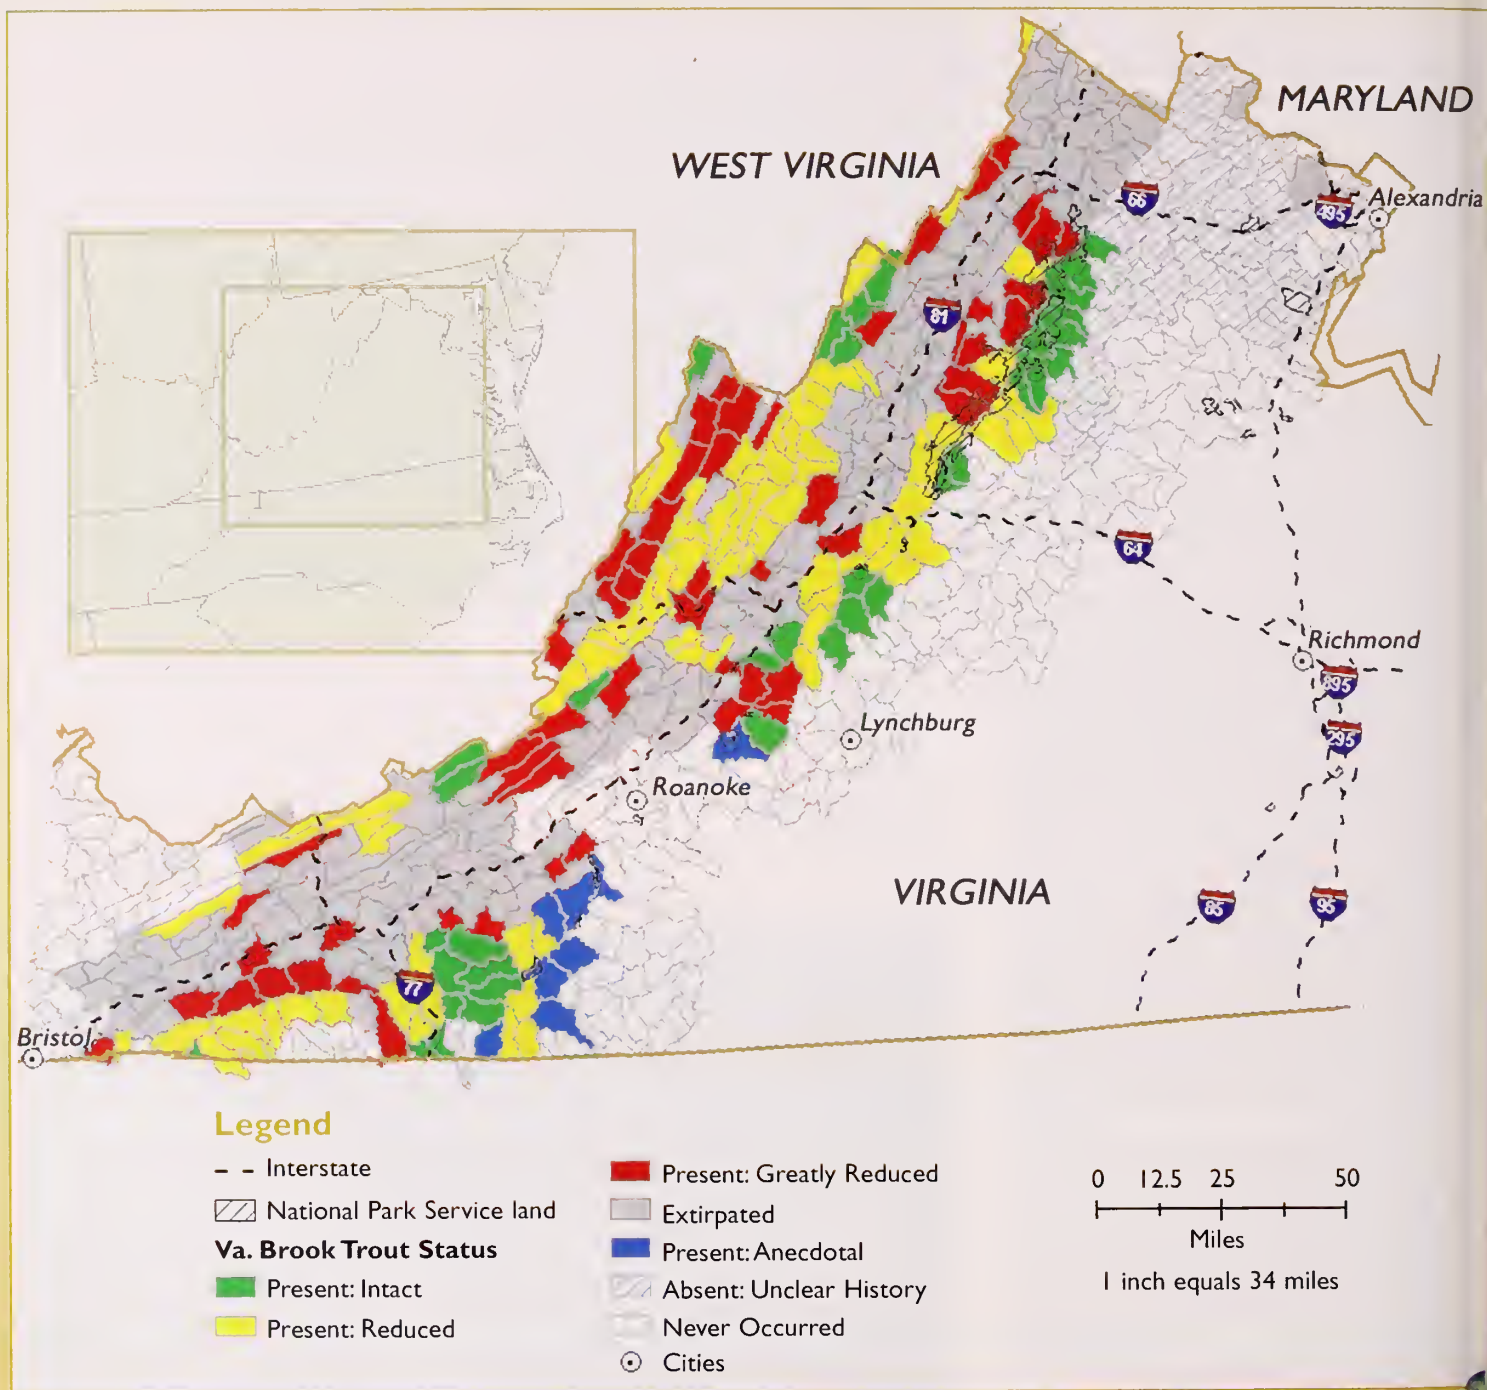 MARYLAND
WEST VIRGINIA
66
495
Alexandria
81
64
Richmond
895
295
Lynchburg
Roanoke
VIRGINIA
85
95
77
Bristol
Legend
Interstate
National Park Service land
Va. Brook Trout Status
Present: Intact
Present: Reduced
Present: Greatly Reduced
Extirpated
Present: Anecdotal
Absent: Unclear History
Never Occurred
Cities
0 12.5 25 50
Miles
1 inch equals 34 miles